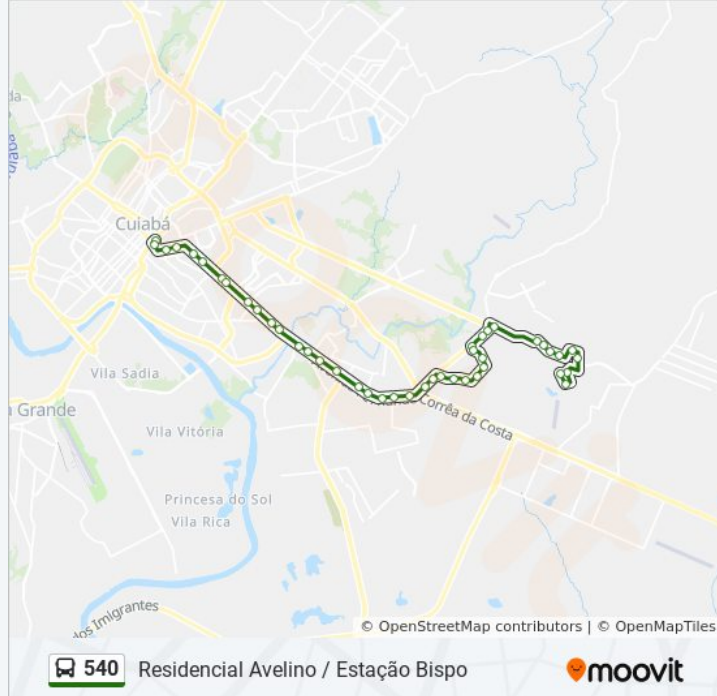 Cuiabá
Vila Sadia
a Grande
Vila Vitória
Corrêa da Costa
Princesa do Sol
Vila Rica
dos Imigrantes
© OpenStreetMap contributors | © OpenMapTiles
540 Residencial Avelino / Estação Bispo
moovit